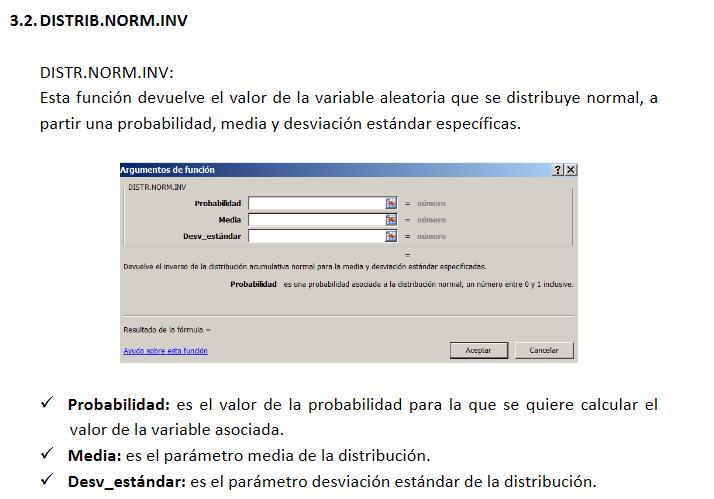 3.2. DISTRIB.NORM.INV
DISTR.NORM.INV:
Esta función devuelve el valor de la variable aleatoria que se distribuye normal, a
partir una probabilidad, media y desviación estándar específicas.
Argumentos de función
DISTR.NORM.INV
Probabilidad = número
Media = número
Desv_estándar = número
=
Devuelve el inverso de la distribución acumulativa normal para la media y desviación estándar especificadas.
Probabilidad es una probabilidad asociada a la distribución normal, un número entre 0 y 1 inclusive.
Resultado de la fórmula =
Ayuda sobre esta función Aceptar Cancelar
✓ Probabilidad: es el valor de la probabilidad para la que se quiere calcular el
valor de la variable asociada.
✓ Media: es el parámetro media de la distribución.
✓ Desv_estándar: es el parámetro desviación estándar de la distribución.